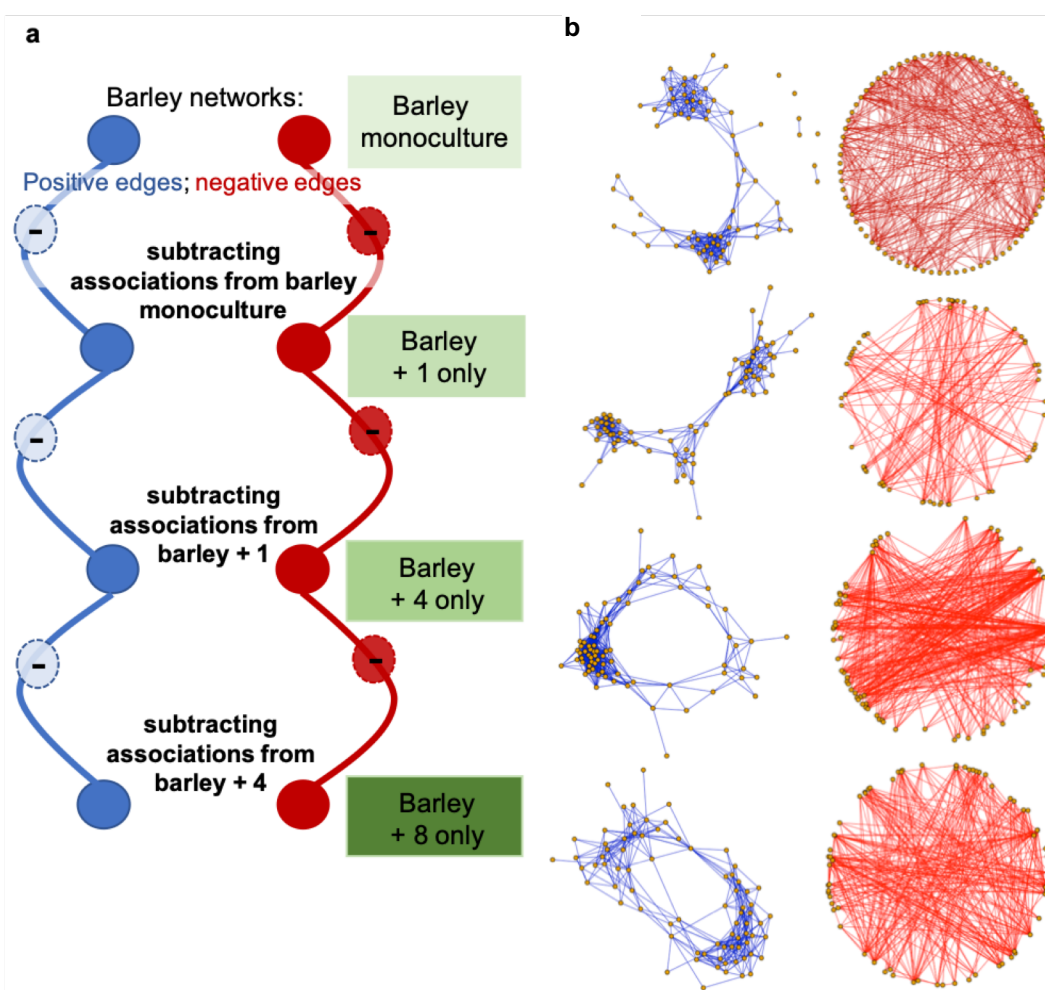 a
b
Barley networks:
Barley
monoculture
Positive edges; negative edges
-
-
subtracting
associations from barley
monoculture
Barley
+ 1 only
-
-
subtracting
associations from
barley + 1
Barley
+ 4 only
-
-
subtracting
associations from
barley + 4
Barley
+ 8 only